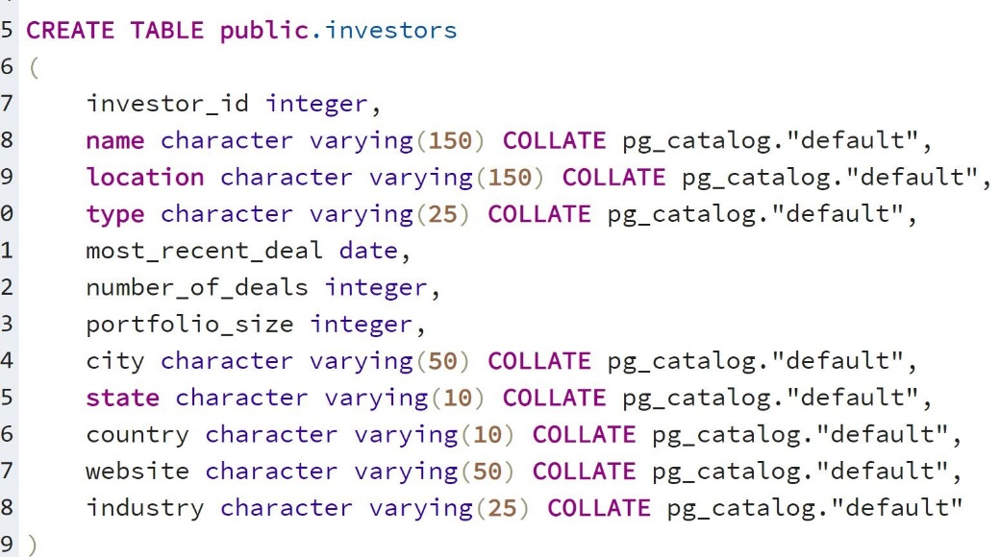 5 CREATE TABLE public.investors
6 (
7 investor_id integer,
8 name character varying(150) COLLATE pg_catalog."default",
9 location character varying(150) COLLATE pg_catalog."default",
0 type character varying(25) COLLATE pg_catalog."default",
1 most_recent_deal date,
2 number_of_deals integer,
3 portfolio_size integer,
4 city character varying(50) COLLATE pg_catalog."default",
5 state character varying(10) COLLATE pg_catalog."default",
6 country character varying(10) COLLATE pg_catalog."default",
7 website character varying(50) COLLATE pg_catalog."default",
8 industry character varying(25) COLLATE pg_catalog."default"
9 )